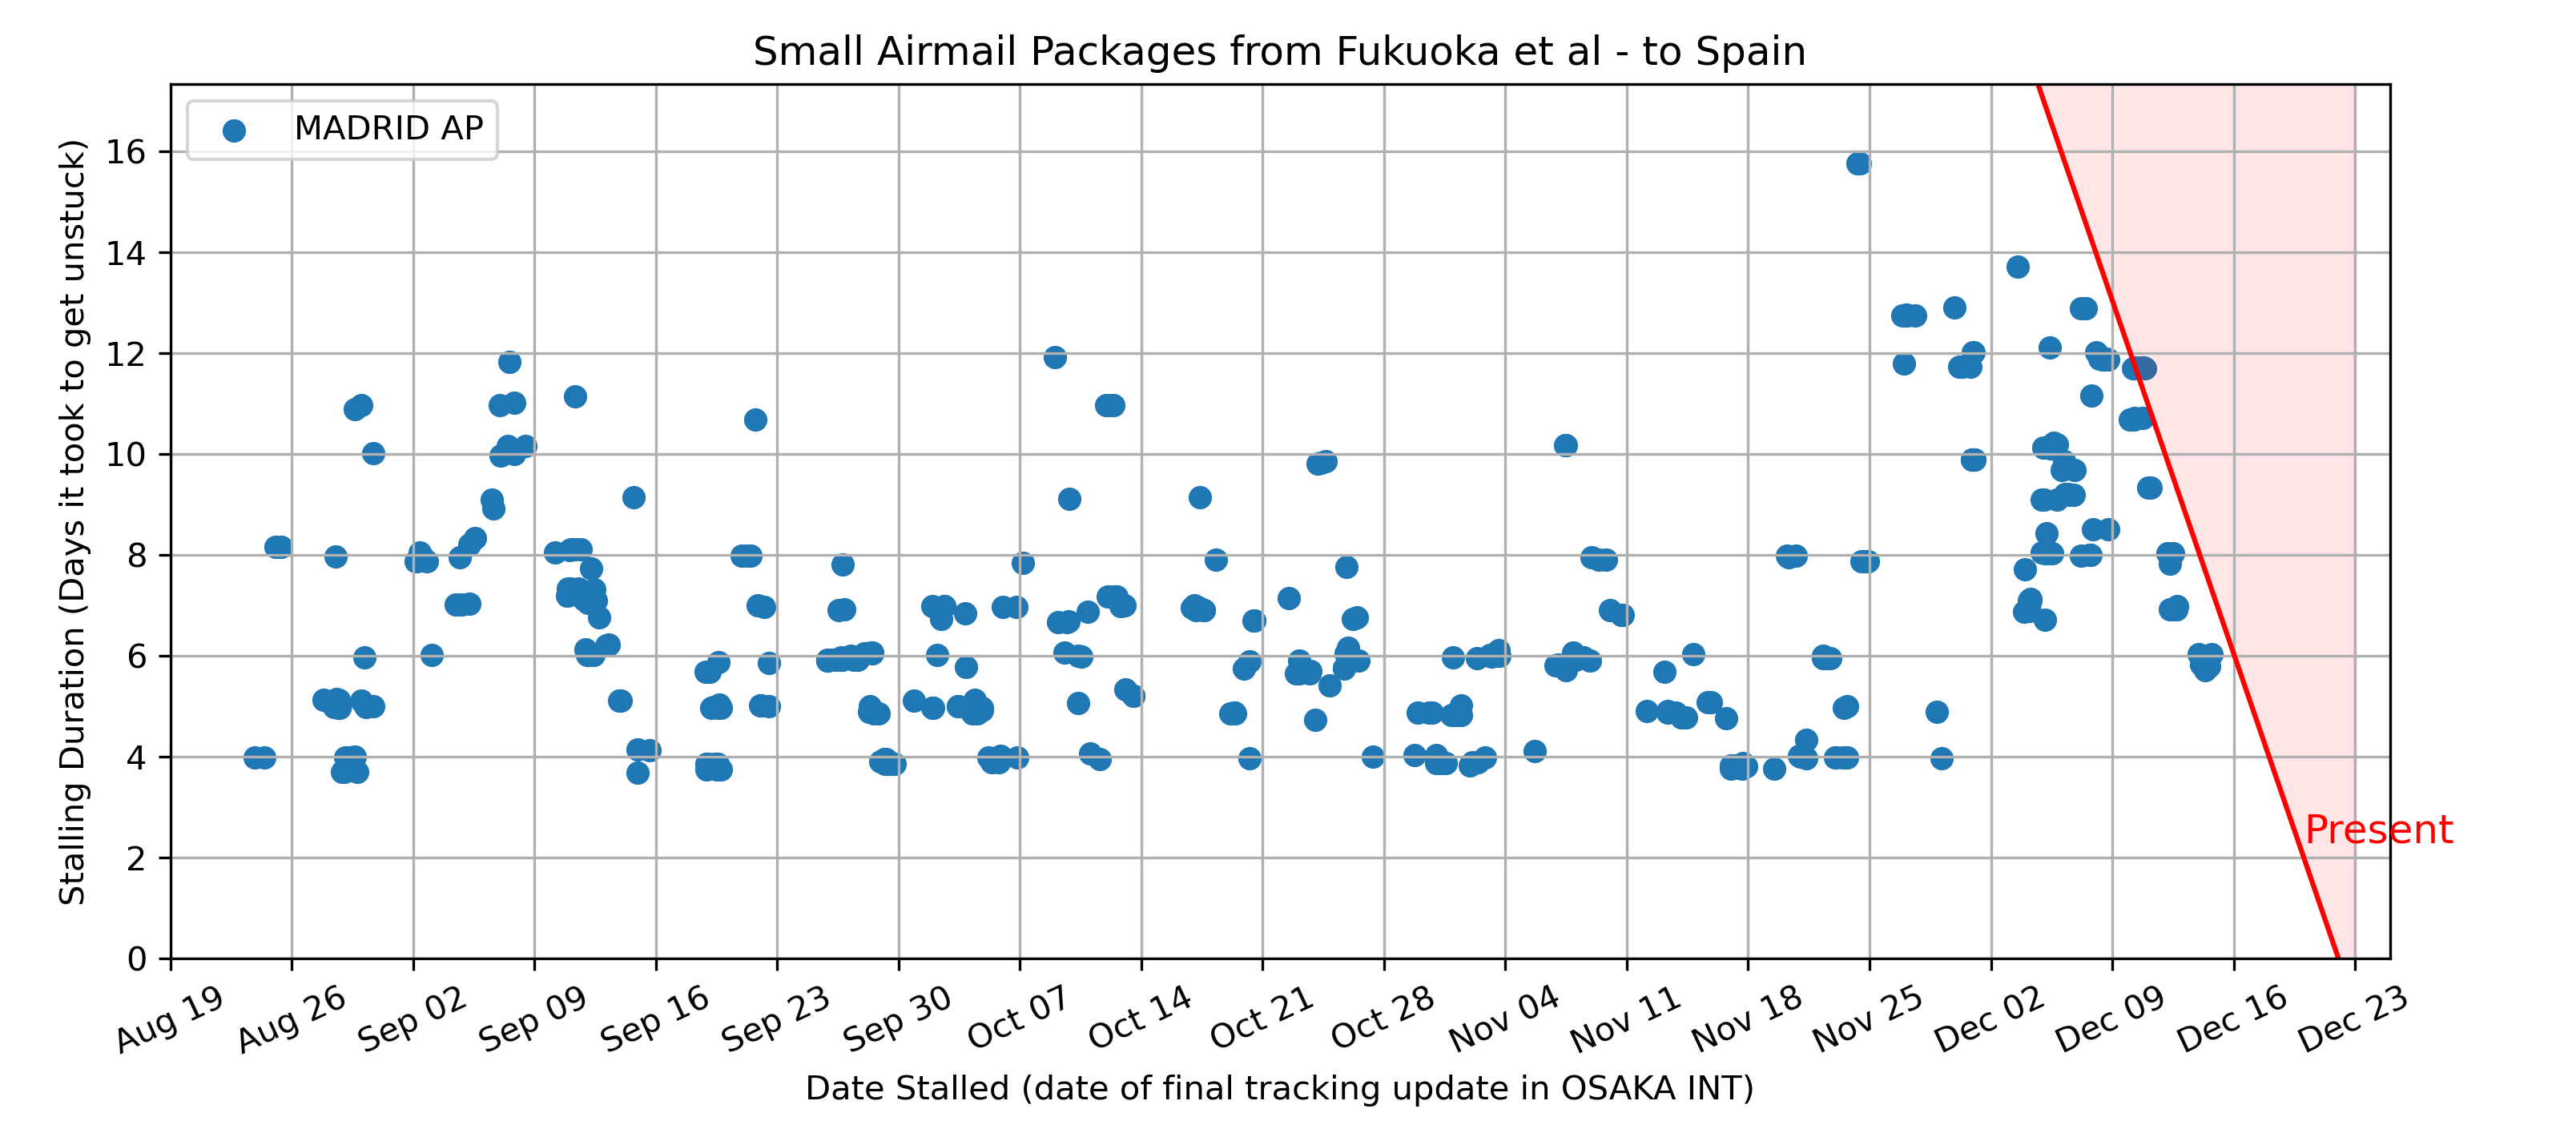 Small Airmail Packages from Fukuoka et al - to Spain
MADRID AP
Stalling Duration (Days it took to get unstuck)
16
14
12
10
8
6
4
2
0
Present
Aug 19
Aug 26
Sep 02
Sep 09
Sep 16
Sep 23
Sep 30
Oct 07
Oct 14
Oct 21
Oct 28
Nov 04
Nov 11
Nov 18
Nov 25
Dec 02
Dec 09
Dec 16
Dec 23
Date Stalled (date of final tracking update in OSAKA INT)